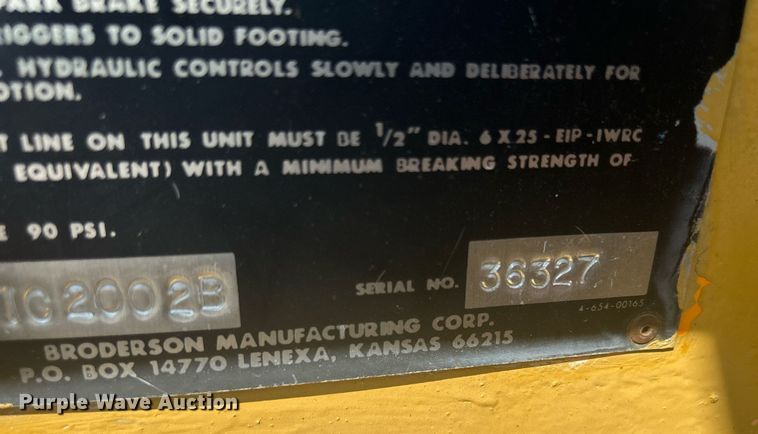 PARK BRAKE SECURELY.
RIGGERS TO SOLID FOOTING.
HYDRAULIC CONTROLS SLOWLY AND DELIBERATELY FOR
OTION.
T LINE ON THIS UNIT MUST BE 1/2" DIA. 6 X 25 - EIP - IWRC
EQUIVALENT) WITH A MINIMUM BREAKING STRENGTH OF
E 90 PSI.
IC2002B
SERIAL NO. 36327
4-654-00165
BRODERSON MANUFACTURING CORP.
P.O. BOX 14770 LENEXA, KANSAS 66215
Purple Wave Auction